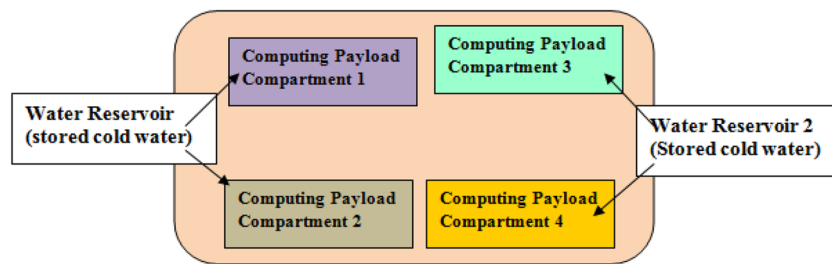 Computing Payload
Compartment 1
Computing Payload
Compartment 3
Water Reservoir
(stored cold water)
Water Reservoir 2
(Stored cold water)
Computing Payload
Compartment 2
Computing Payload
Compartment 4